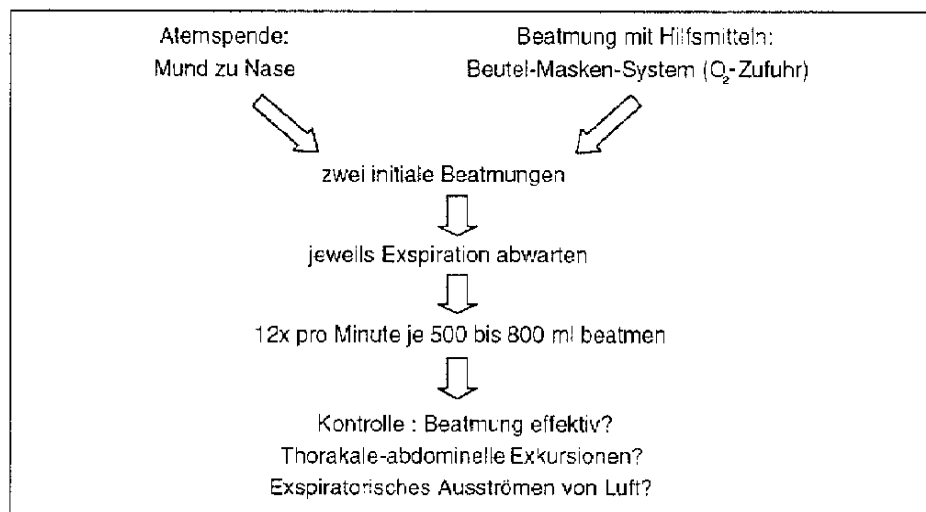 Atemspende:
Mund zu Nase
Beatmung mit Hilfsmitteln:
Beutel-Masken-System (O₂-Zufuhr)
zwei initiale Beatmungen
jeweils Exspiration abwarten
12x pro Minute je 500 bis 800 ml beatmen
Kontrolle : Beatmung effektiv?
Thorakale-abdominelle Exkursionen?
Exspiratorisches Ausströmen von Luft?